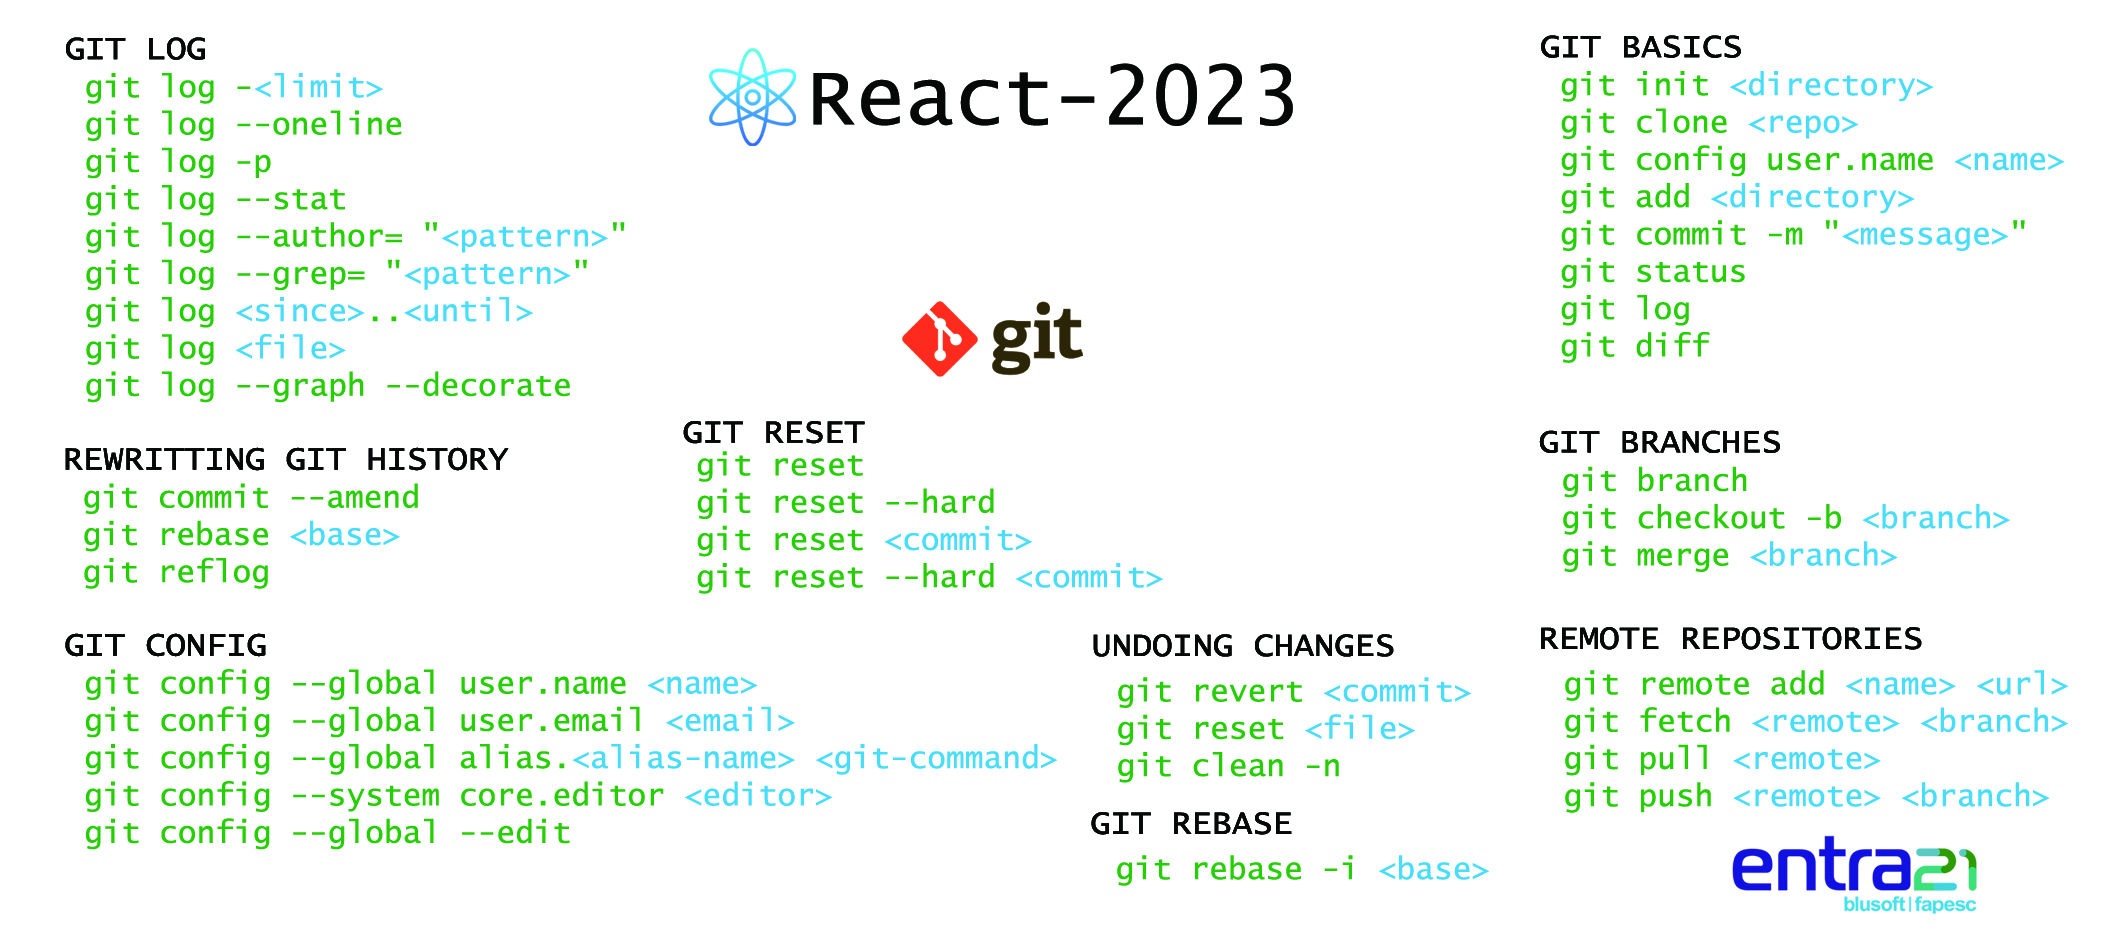 GIT LOG
git log -<limit>
git log --oneline
git log -p
git log --stat
git log --author= "<pattern>"
git log --grep= "<pattern>"
git log <since>..<until>
git log <file>
git log --graph --decorate
REWRITTING GIT HISTORY
git commit --amend
git rebase <base>
git reflog
GIT CONFIG
git config --global user.name <name>
git config --global user.email <email>
git config --global alias.<alias-name> <git-command>
git config --system core.editor <editor>
git config --global --edit
React-2023
git
GIT RESET
git reset
git reset --hard
git reset <commit>
git reset --hard <commit>
UNDOING CHANGES
git revert <commit>
git reset <file>
git clean -n
GIT REBASE
git rebase -i <base>
GIT BASICS
git init <directory>
git clone <repo>
git config user.name <name>
git add <directory>
git commit -m "<message>"
git status
git log
git diff
GIT BRANCHES
git branch
git checkout -b <branch>
git merge <branch>
REMOTE REPOSITORIES
git remote add <name> <url>
git fetch <remote> <branch>
git pull <remote>
git push <remote> <branch>
entra21
blusoft|fapesc